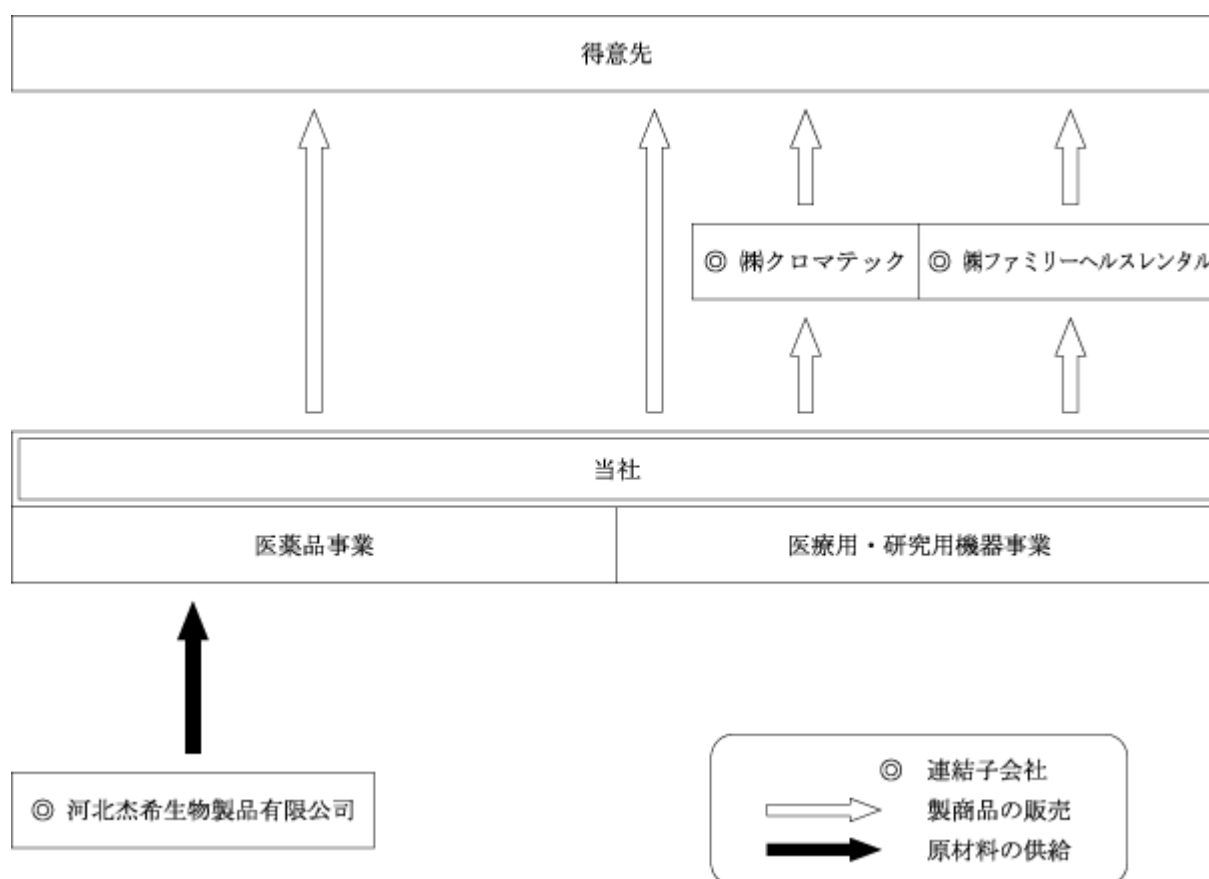 得意先
◎ ㈱クロマテック
◎ ㈱ファミリーヘルスレンタル
当社
医薬品事業
医療用・研究用機器事業
◎ 河北杰希生物製品有限公司
◎ 連結子会社
製商品の販売
原材料の供給